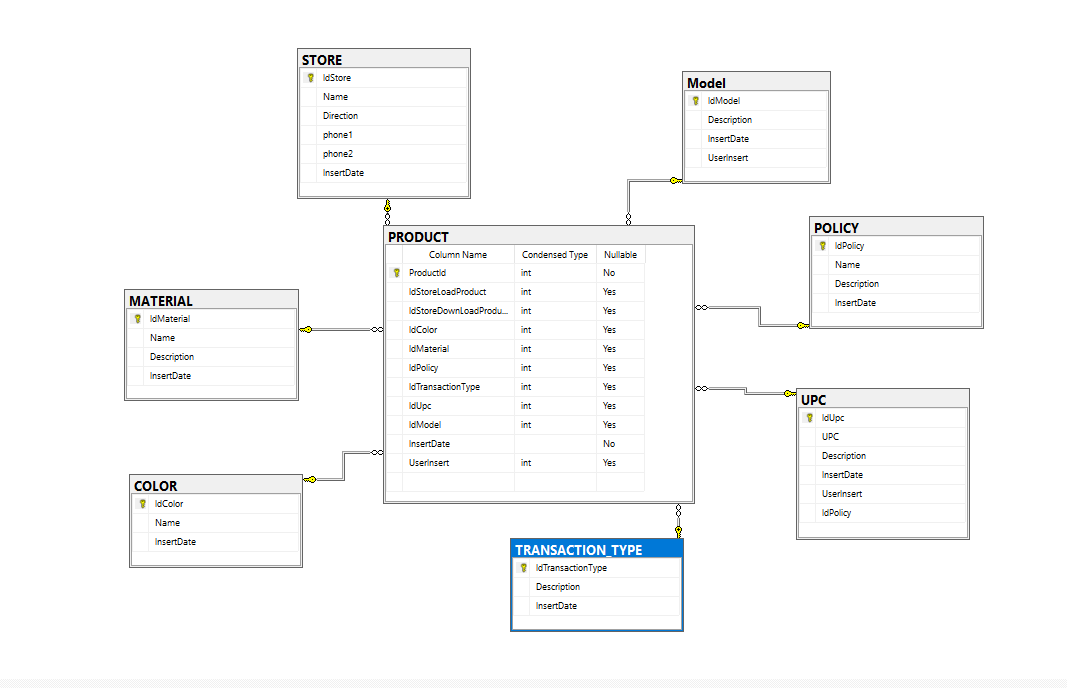 STORE
IdStore
Name
Direction
phone1
phone2
InsertDate
Model
IdModel
Description
InsertDate
UserInsert
PRODUCT
Column Name Condensed Type Nullable
ProductId int No
IdStoreLoadProduct int Yes
IdStoreDownLoadProdu... int Yes
IdColor int Yes
IdMaterial int Yes
IdPolicy int Yes
IdTransactionType int Yes
IdUpc int Yes
IdModel int Yes
InsertDate No
UserInsert int Yes
POLICY
IdPolicy
Name
Description
InsertDate
MATERIAL
IdMaterial
Name
Description
InsertDate
UPC
IdUpc
UPC
Description
InsertDate
UserInsert
IdPolicy
COLOR
IdColor
Name
InsertDate
TRANSACTION_TYPE
IdTransactionType
Description
InsertDate